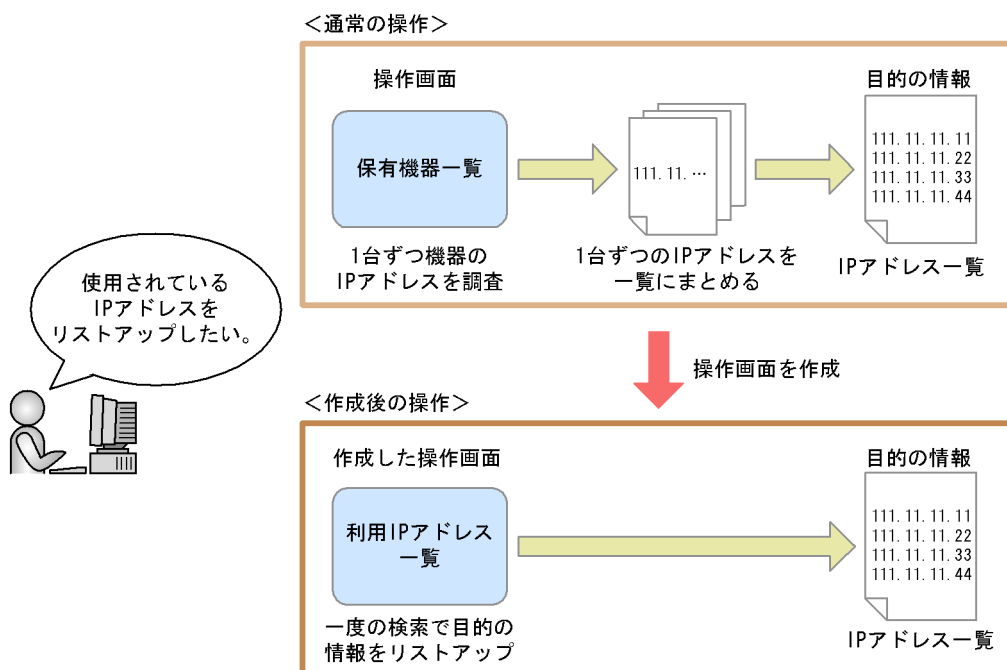 <通常の操作>
操作画面
保有機器一覧
1台ずつ機器の
IPアドレスを調査
111. 11. …
1台ずつのIPアドレスを
一覧にまとめる
目的の情報
111. 11. 11. 11
111. 11. 11. 22
111. 11. 11. 33
111. 11. 11. 44
IPアドレス一覧
使用されている
IPアドレスを
リストアップしたい。
操作画面を作成
<作成後の操作>
作成した操作画面
利用IPアドレス
一覧
一度の検索で目的の
情報をリストアップ
目的の情報
111. 11. 11. 11
111. 11. 11. 22
111. 11. 11. 33
111. 11. 11. 44
IPアドレス一覧